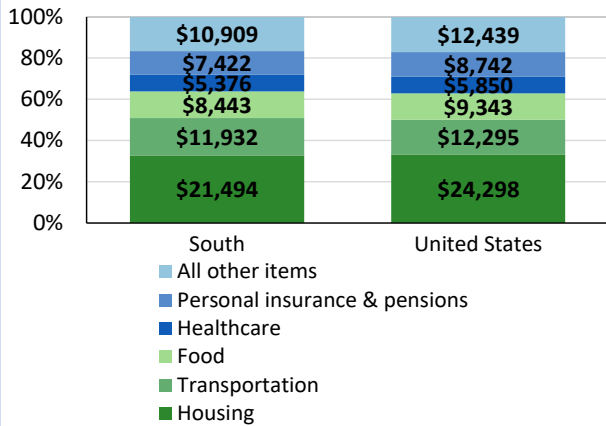 100%
80%
60%
40%
20%
0%
$10,909
$7,422
$5,376
$8,443
$11,932
$21,494
$12,439
$8,742
$5,850
$9,343
$12,295
$24,298
South
United States
All other items
Personal insurance & pensions
Healthcare
Food
Transportation
Housing